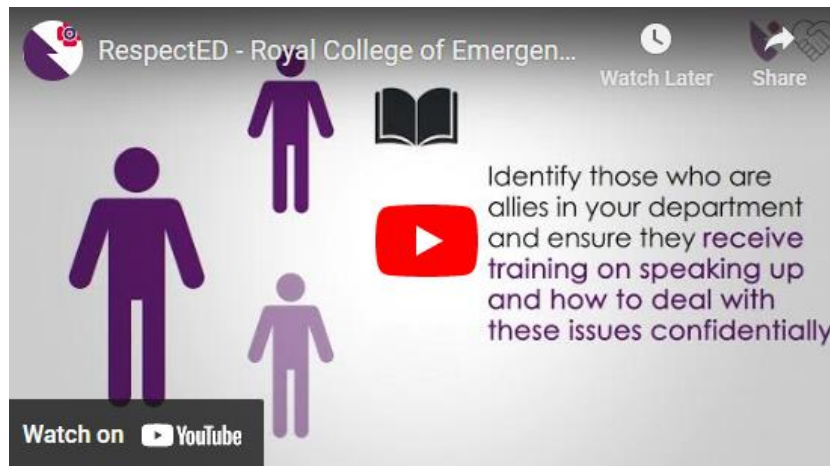 RespectED - Royal College of Emergen...
Watch Later
Share
Identify those who are
allies in your department
and ensure they receive
training on speaking up
and how to deal with
these issues confidentially
Watch on YouTube